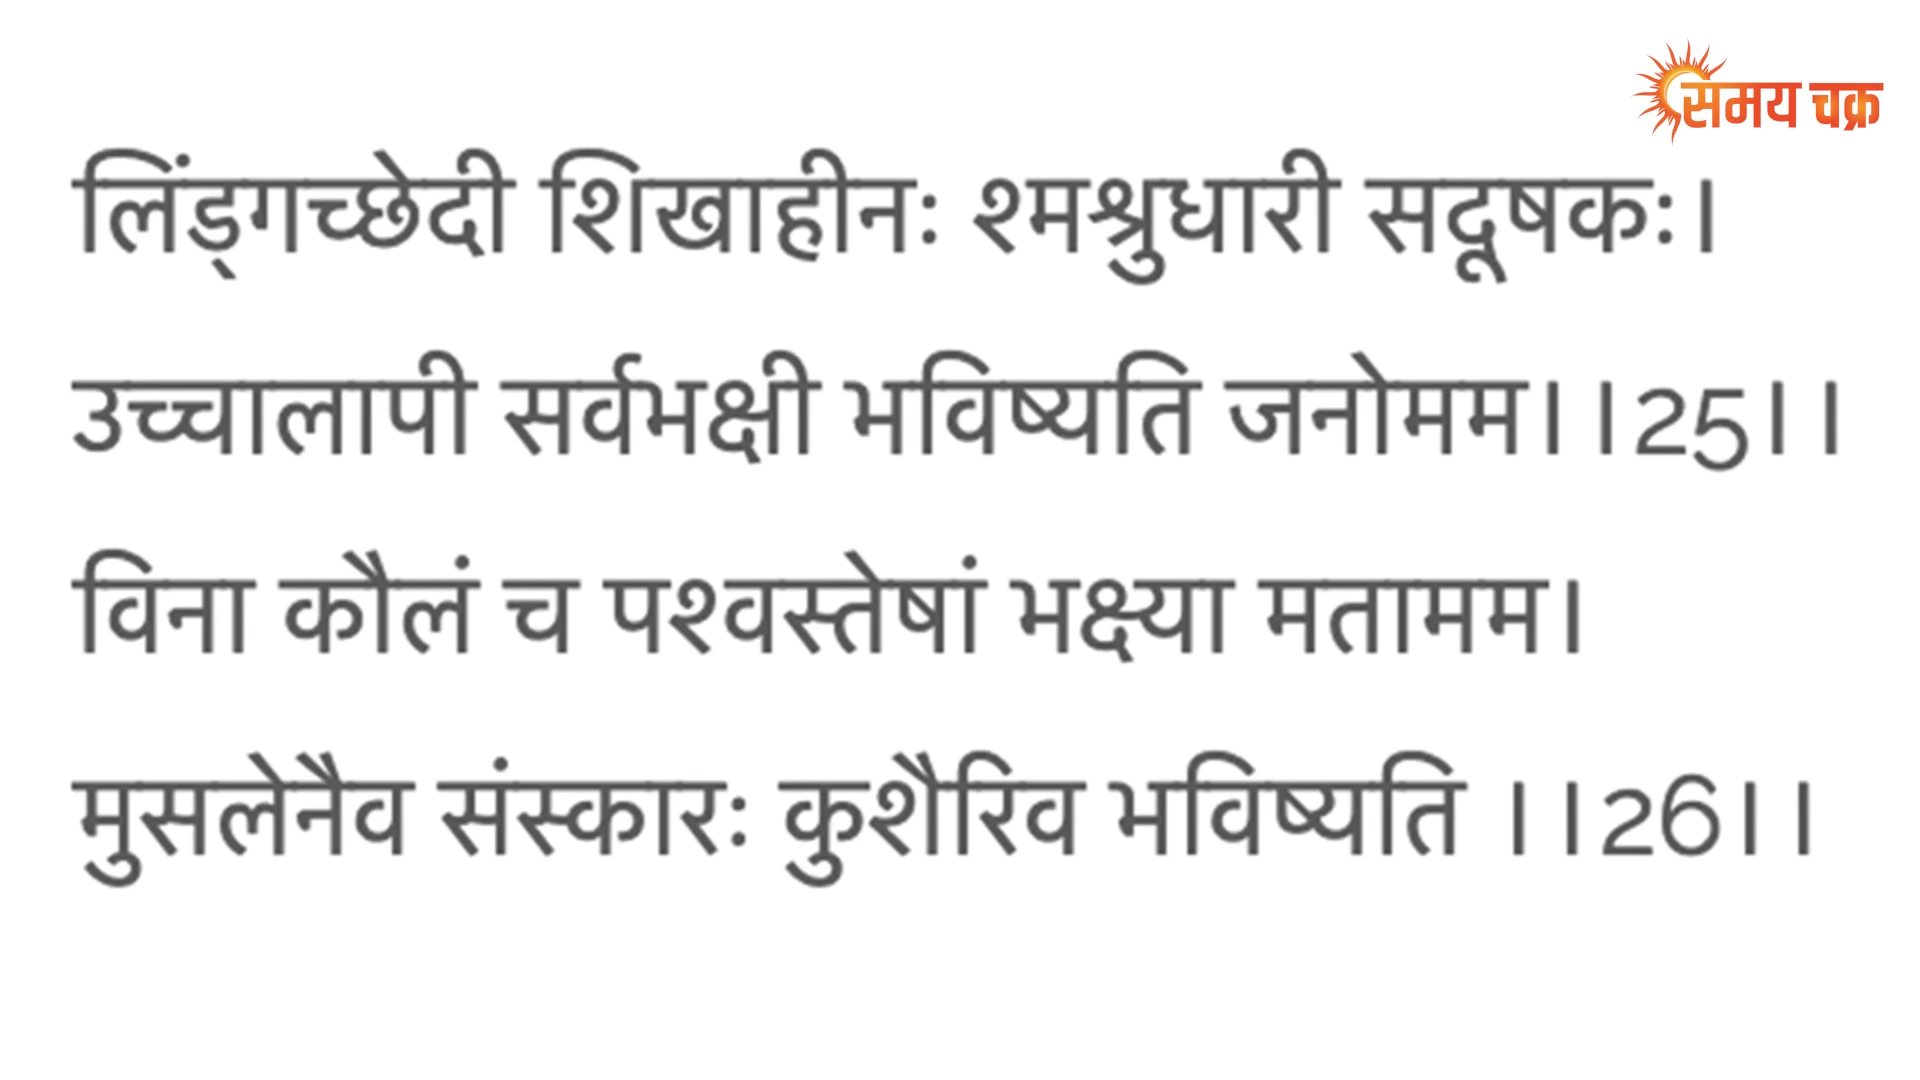 समय चक्र
लिंड्गच्छेदी शिखाहीनः श्मश्रुधारी सदूषकः।
उच्चालापी सर्वभक्षी भविष्यति जनोमम।।25।।
विना कौलं च पश्वस्तेषां भक्ष्या मतामम।
मुसलेनैव संस्कारः कुशैरिव भविष्यति ।।26।।